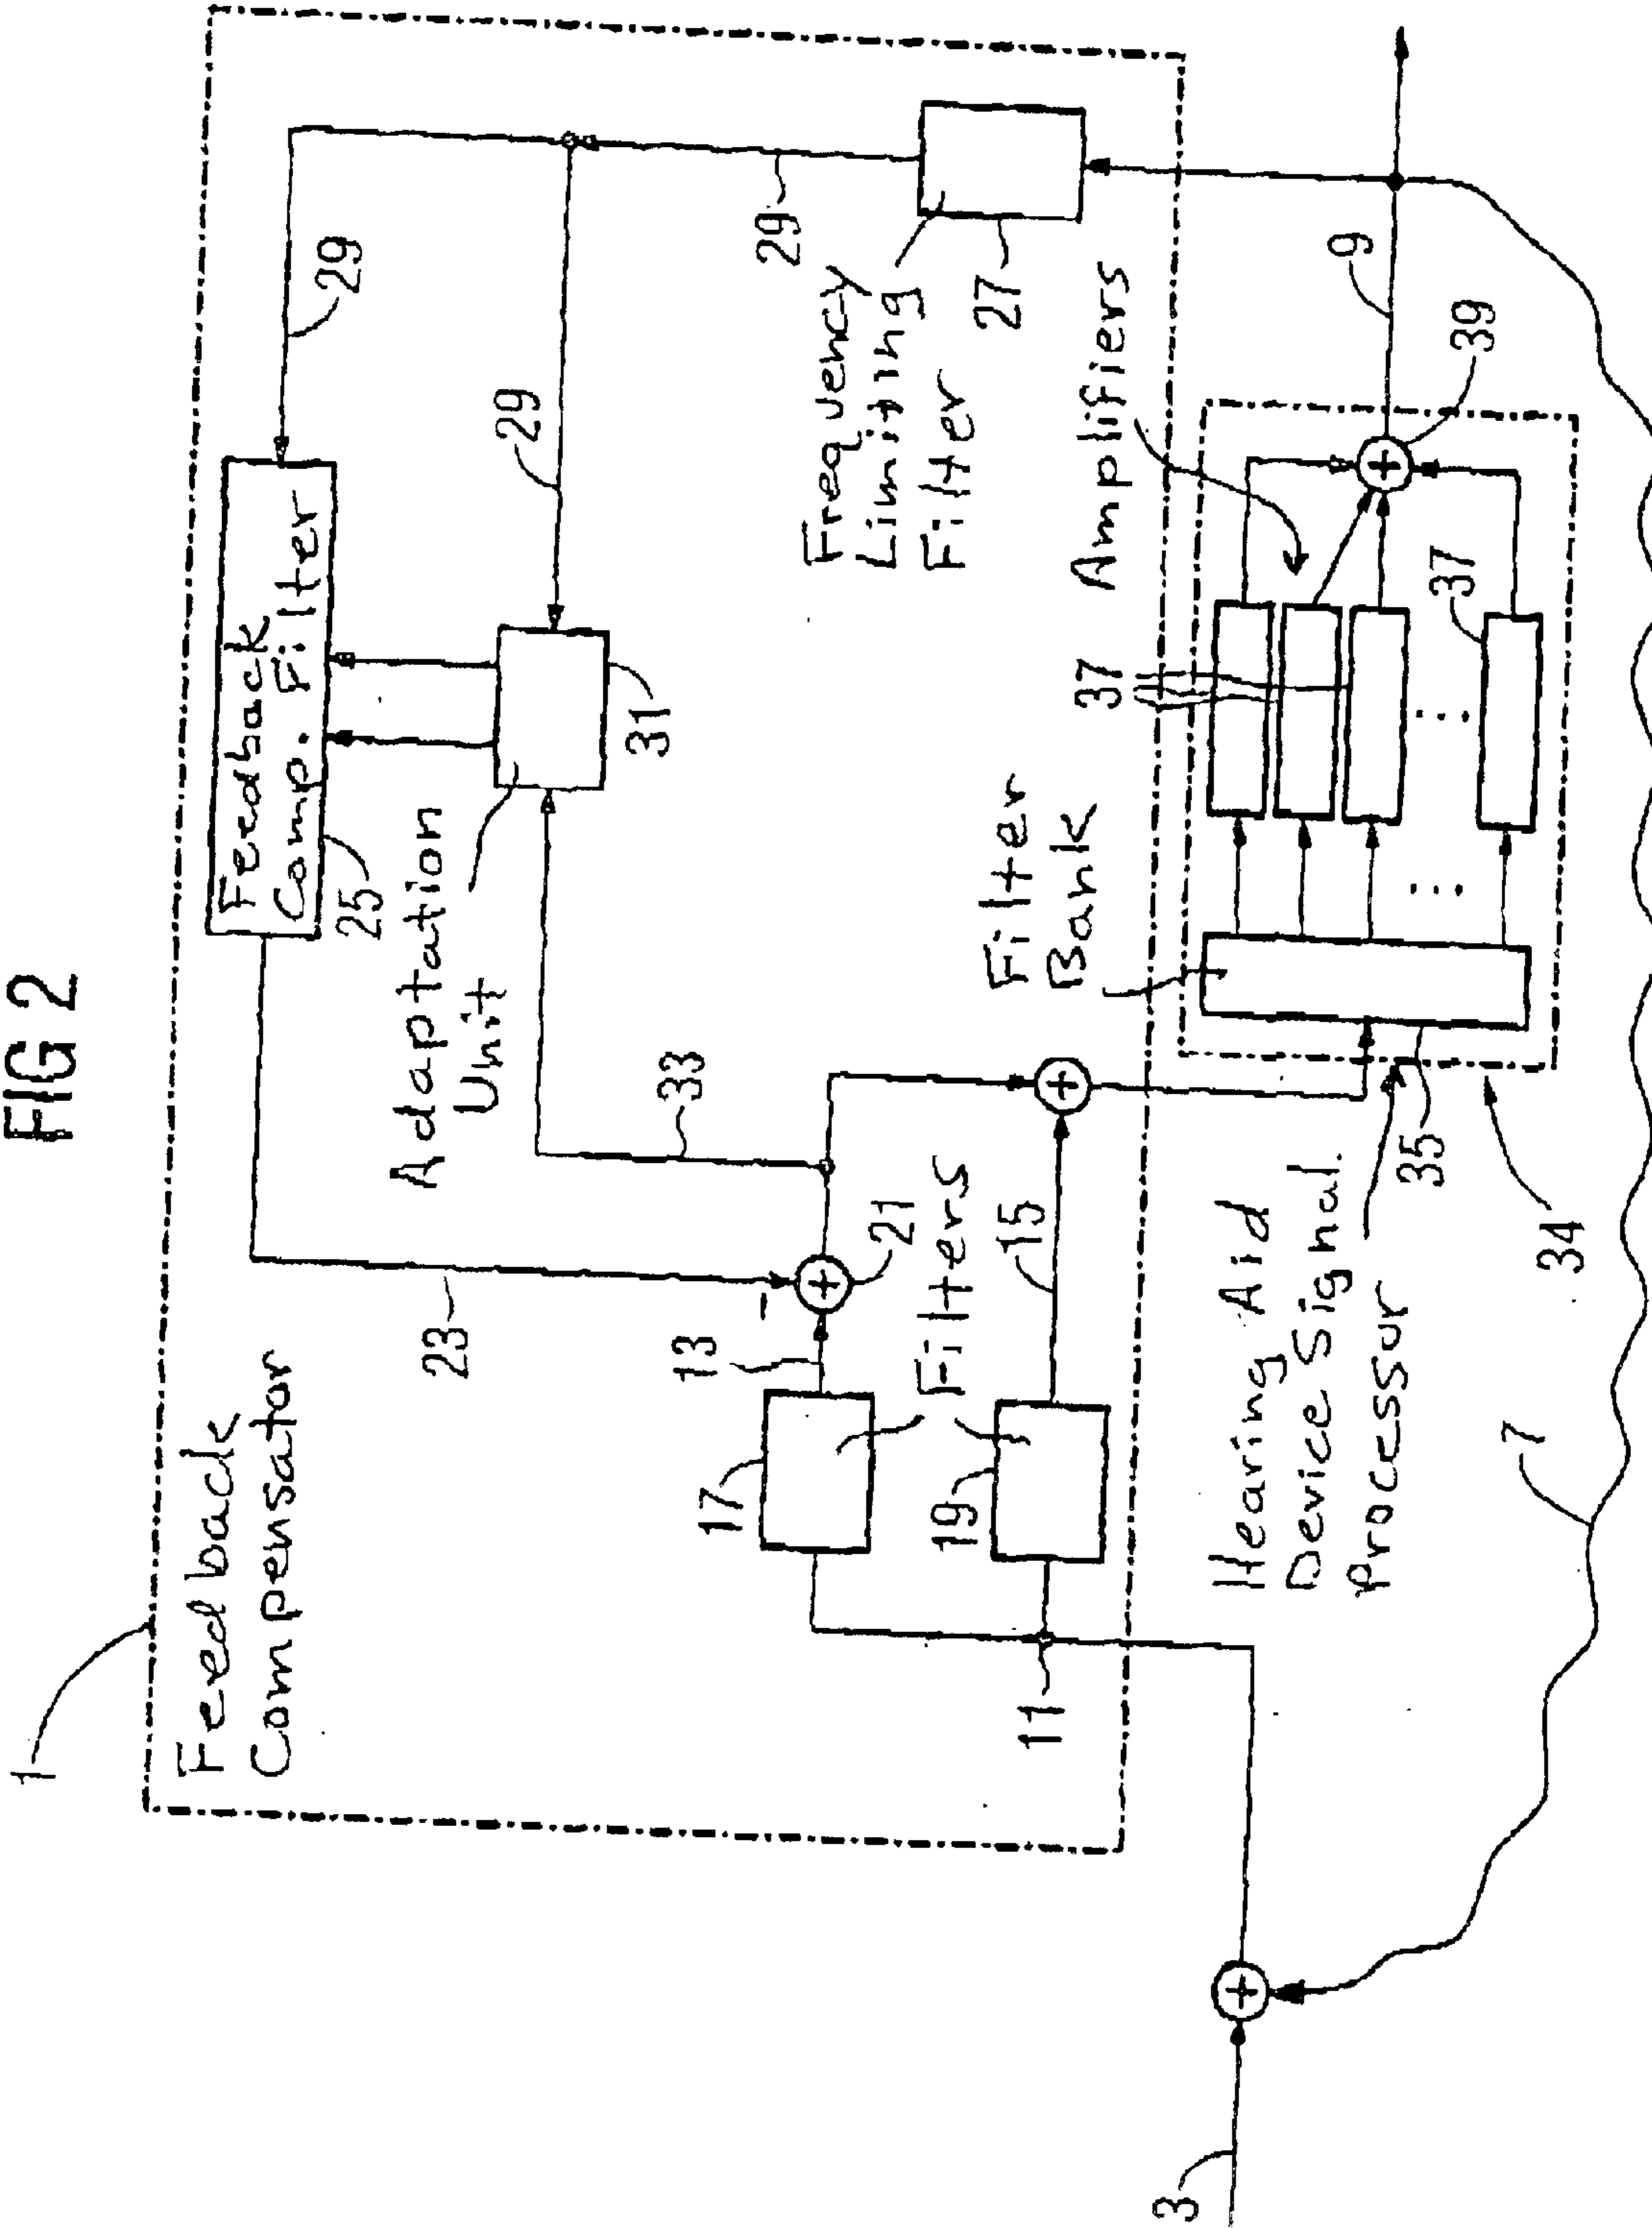 FIG 2
1
Feedback
Compensator
Feedback
Comp. Filter
25
29
23
Adaptation
Unit
31
29
33
29
Frequency
Limiting
Filter
27
13
21
17
Filters
19
15
11
Filter
Bank
37
Amplifiers
9
39
37
Hearing Aid
Device Signal.
Processor
35
34
7
3